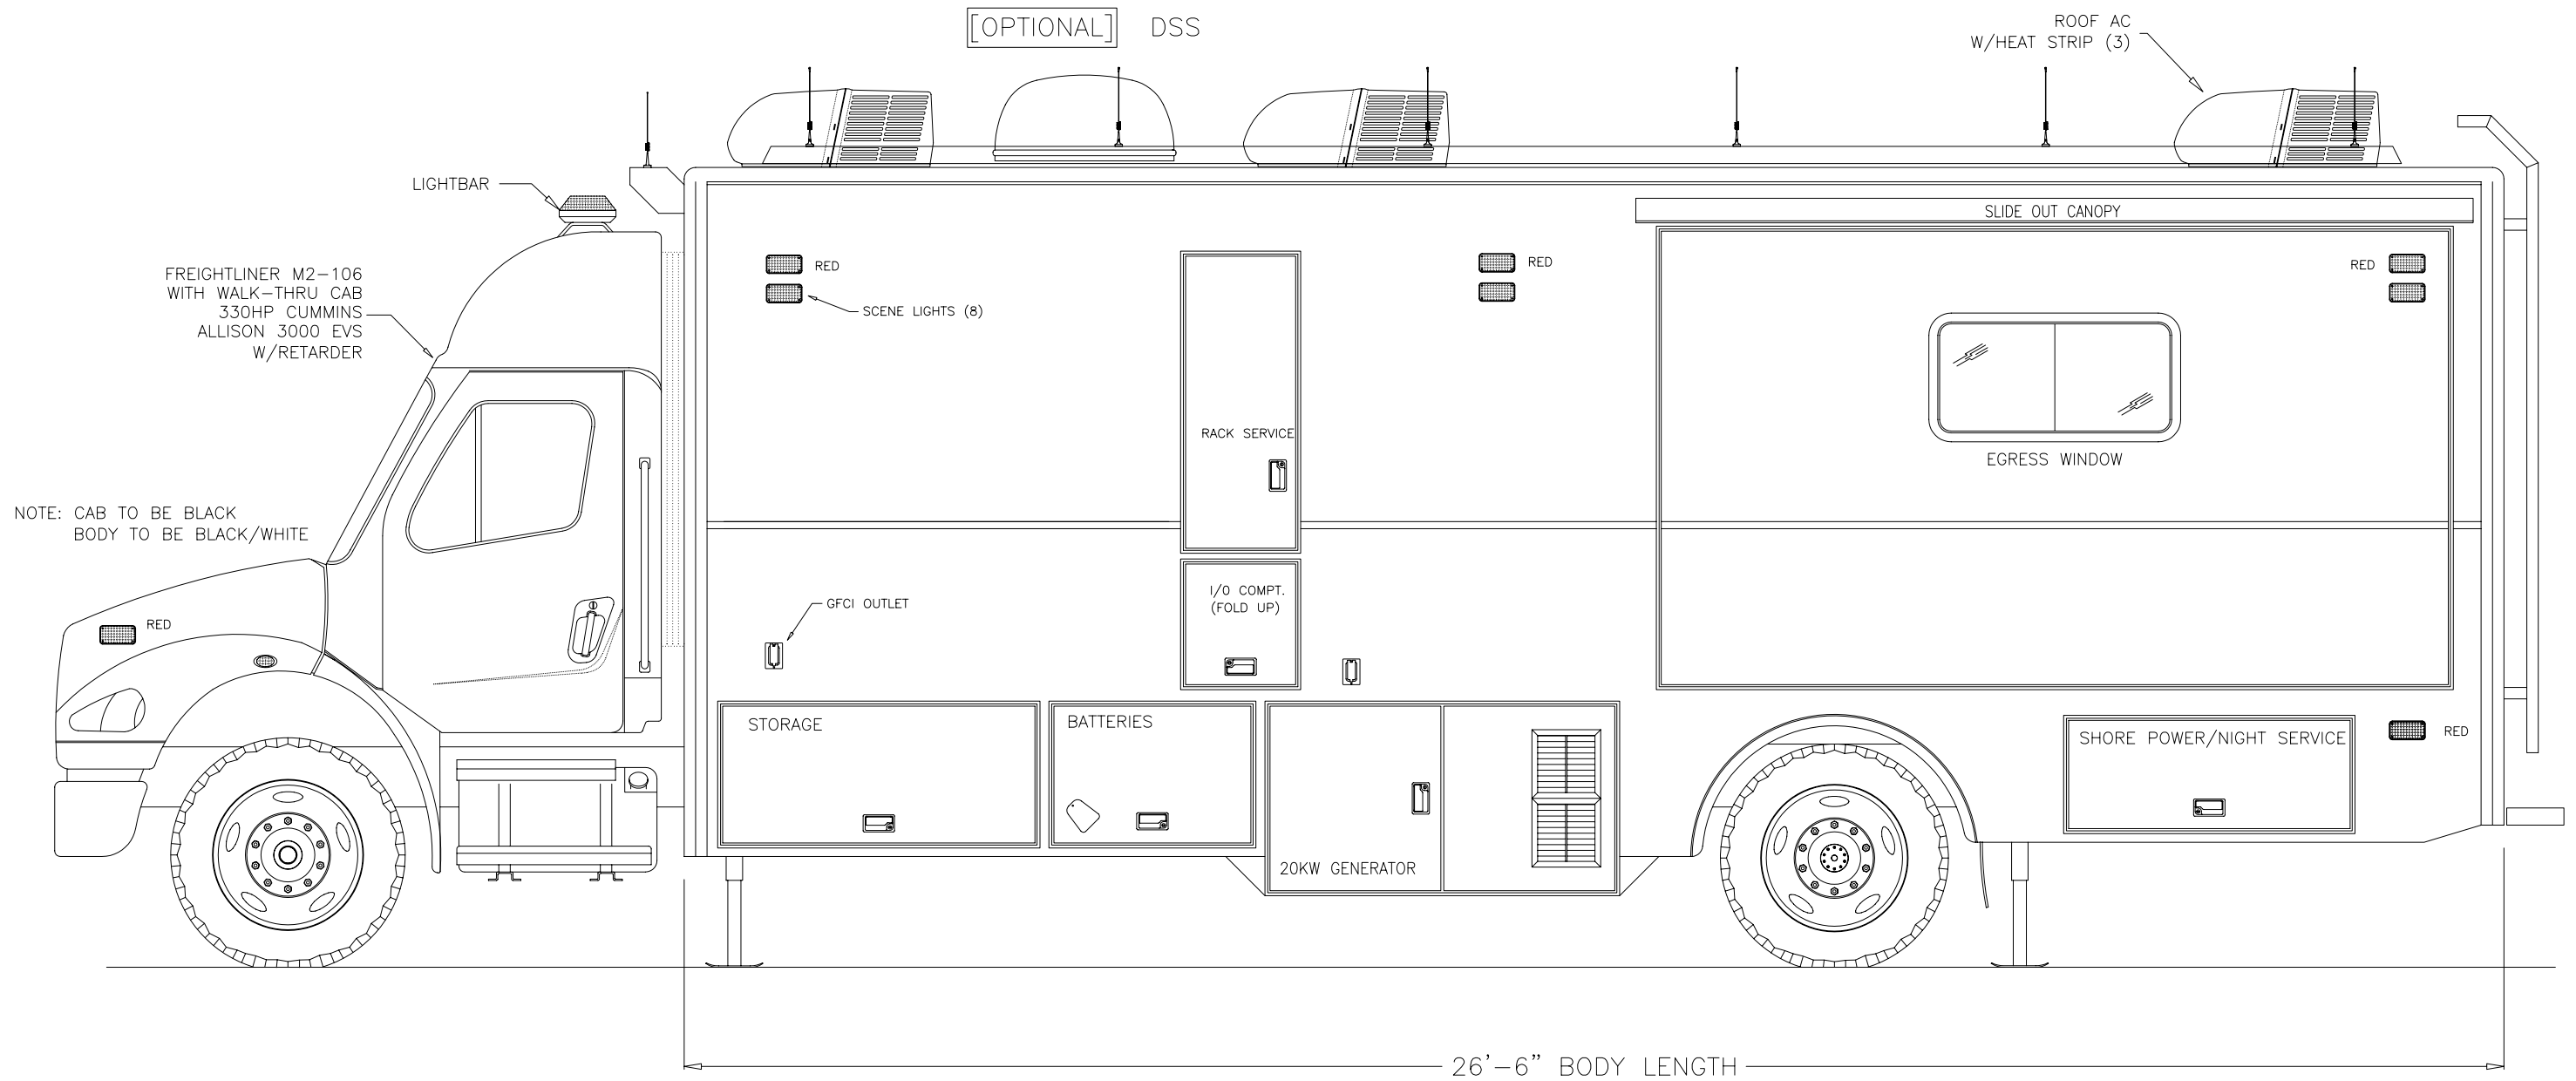 [OPTIONAL] DSS
ROOF AC
W/HEAT STRIP (3)
LIGHTBAR
SLIDE OUT CANOPY
FREIGHTLINER M2-106
WITH WALK-THRU CAB
330HP CUMMINS
ALLISON 3000 EVS
W/RETARDER
RED
RED
RED
SCENE LIGHTS (8)
RACK SERVICE
EGRESS WINDOW
NOTE: CAB TO BE BLACK
BODY TO BE BLACK/WHITE
I/O COMPT.
(FOLD UP)
GFCI OUTLET
RED
STORAGE
BATTERIES
SHORE POWER/NIGHT SERVICE
RED
20KW GENERATOR
26'-6" BODY LENGTH